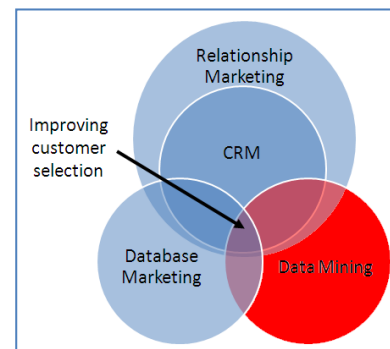 Relationship
Marketing
Improving
customer
selection
CRM
Database
Marketing
Data Mining